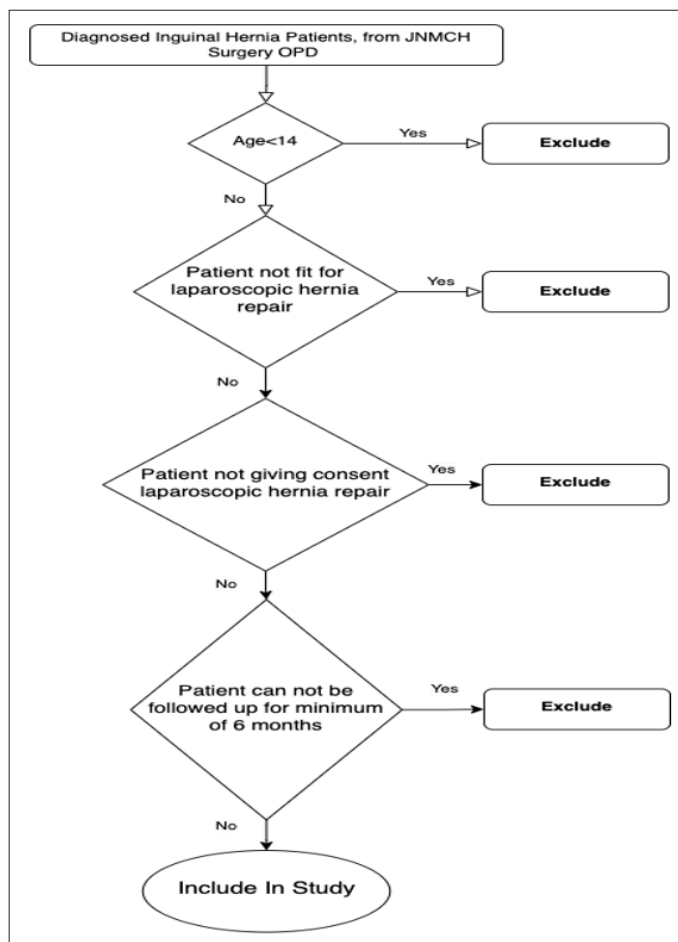 Diagnosed Inguinal Hernia Patients, from JNMCH
Surgery OPD
Age<14
Yes
Exclude
No
Patient not fit for
laparoscopic hernia
repair
Yes
Exclude
No
Patient not giving consent
laparoscopic hernia repair
Yes
Exclude
No
Patient can not be
followed up for minimum
of 6 months
Yes
Exclude
No
Include In Study